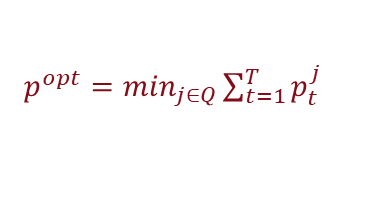 p^{opt} = min_{j∈Q} ∑_{t=1}^{T} p_t^j